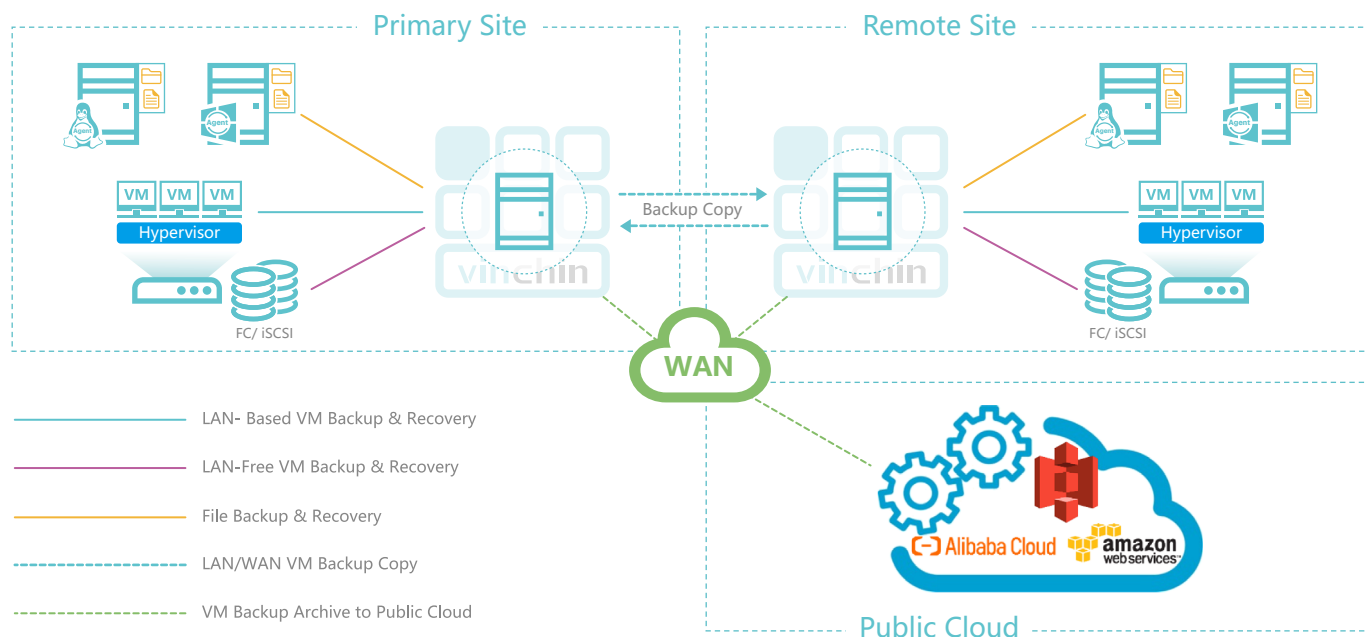 Primary Site
Remote Site
Agent
Agent
Agent
Agent
VM VM VM
Hypervisor
FC/ iSCSI
vinchin
Backup Copy
vinchin
VM VM VM
Hypervisor
FC/ iSCSI
WAN
LAN- Based VM Backup & Recovery
LAN-Free VM Backup & Recovery
File Backup & Recovery
LAN/WAN VM Backup Copy
VM Backup Archive to Public Cloud
Alibaba Cloud
amazon
web services™
Public Cloud